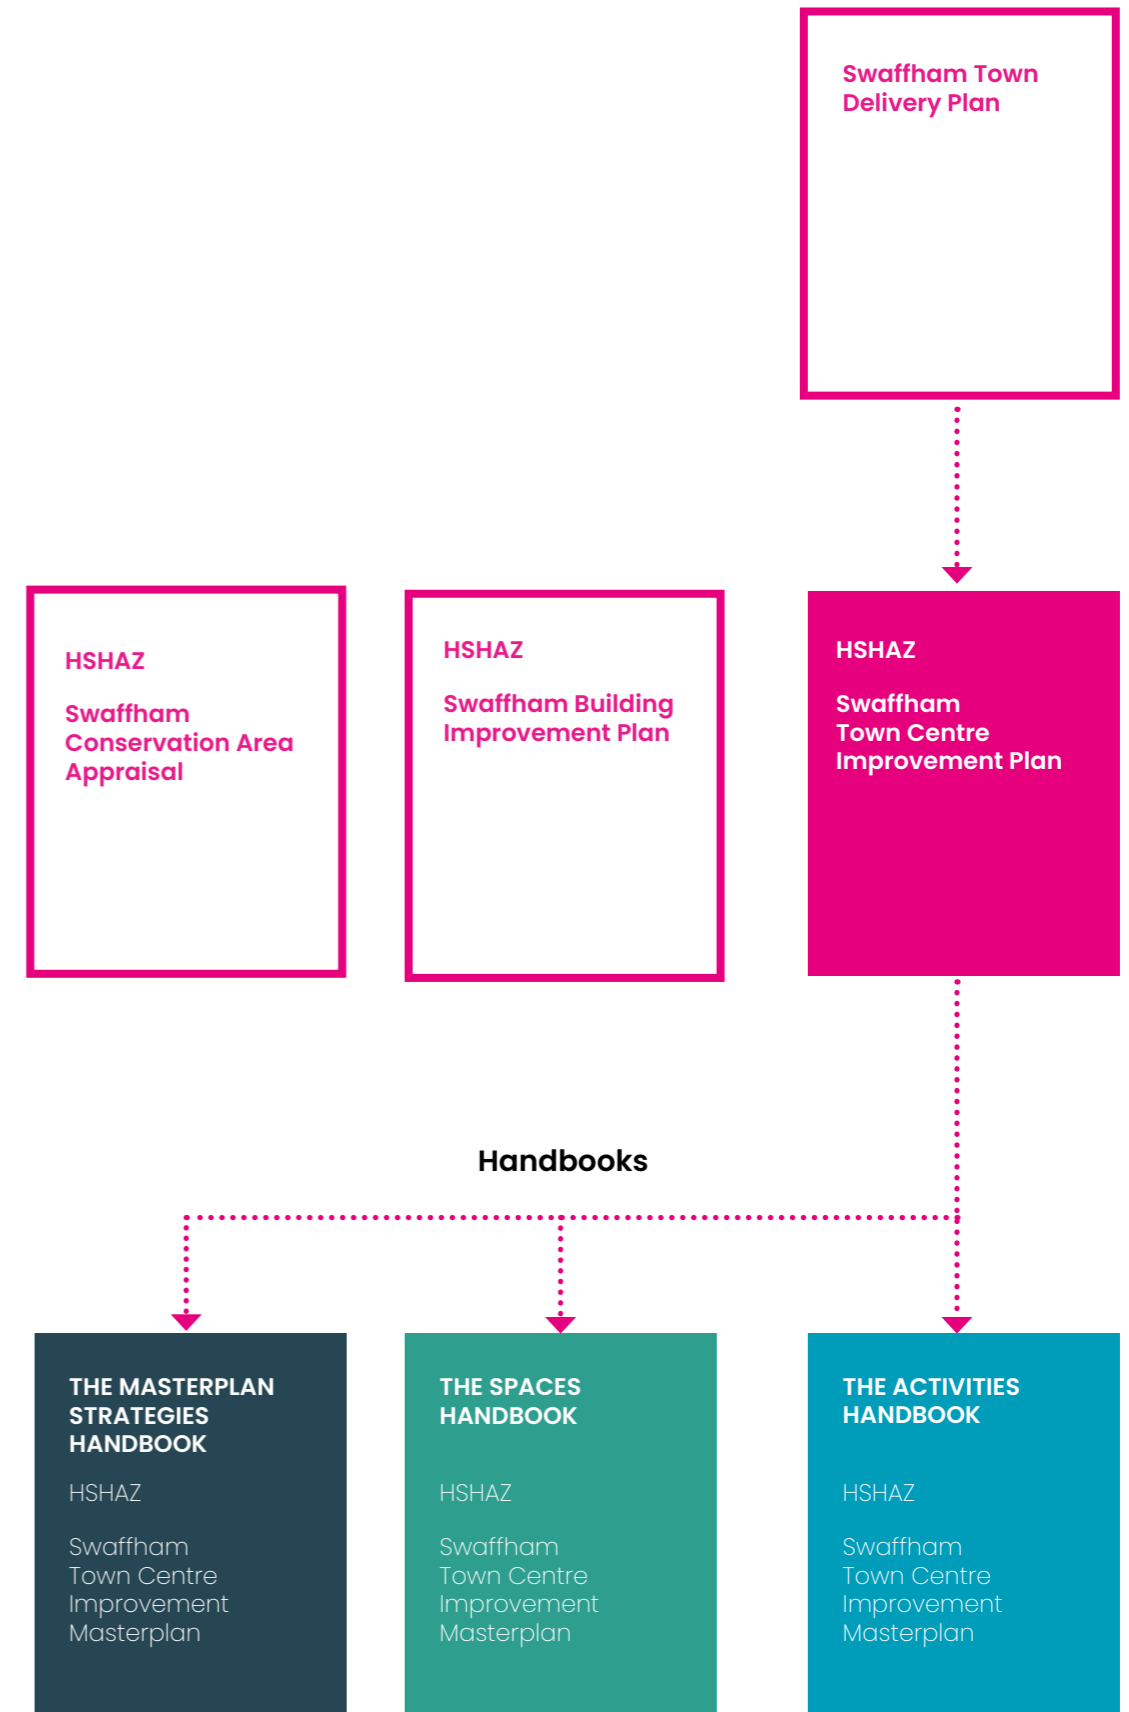 Swaffham Town
Delivery Plan
HSHAZ
Swaffham
Conservation Area
Appraisal
HSHAZ
Swaffham Building
Improvement Plan
HSHAZ
Swaffham
Town Centre
Improvement Plan
Handbooks
THE MASTERPLAN
STRATEGIES
HANDBOOK
HSHAZ
Swaffham
Town Centre
Improvement
Masterplan
THE SPACES
HANDBOOK
HSHAZ
Swaffham
Town Centre
Improvement
Masterplan
THE ACTIVITIES
HANDBOOK
HSHAZ
Swaffham
Town Centre
Improvement
Masterplan